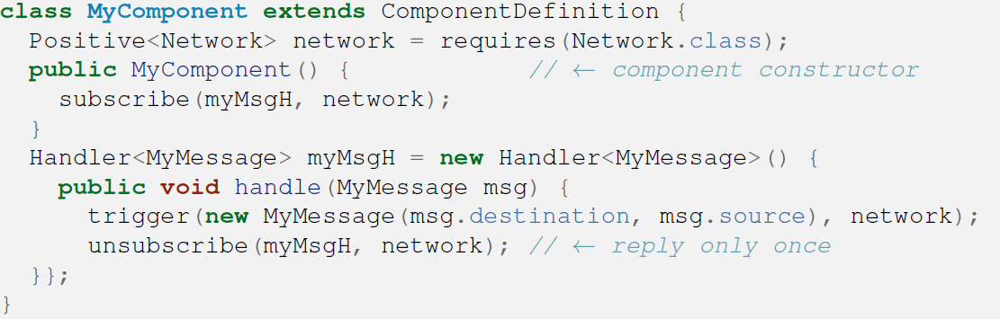 class MyComponent extends ComponentDefinition {
  Positive<Network> network = requires(Network.class);
  public MyComponent() {            // ← component constructor
    subscribe(myMsgH, network);
  }
  Handler<MyMessage> myMsgH = new Handler<MyMessage>() {
    public void handle(MyMessage msg) {
      trigger(new MyMessage(msg.destination, msg.source), network);
      unsubscribe(myMsgH, network); // ← reply only once
  }};
}